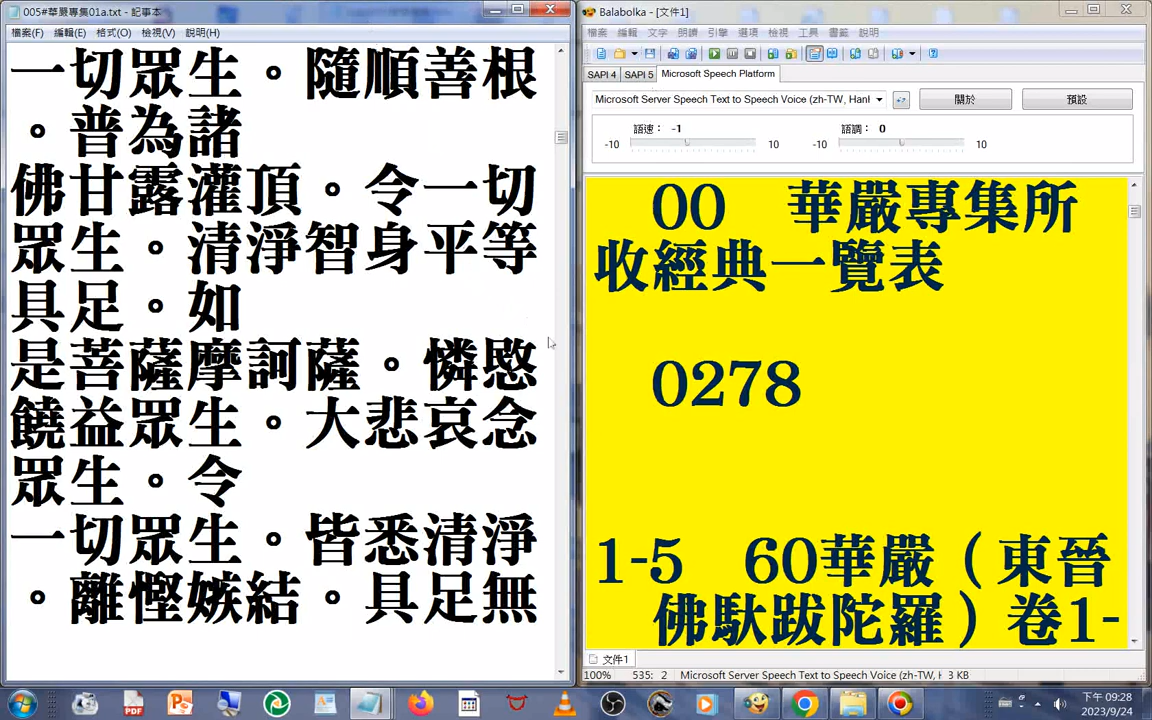 005#華嚴專集01a.txt - 記事本
檔案(F) 編輯(E) 格式(O) 檢視(V) 說明(H)
一切眾生。隨順善根
。普為諸
佛甘露灌頂。令一切
眾生。清淨智身平等
具足。如
是菩薩摩訶薩。憐愍
饒益眾生。大悲哀念
眾生。令
一切眾生。皆悉清淨
。離慳嫉結。具足無
Balabolka - [文件1]
檔案 編輯 文字 朗讀 引擎 選項 檢視 工具 書籤 說明
SAPI 4 SAPI 5 Microsoft Speech Platform
Microsoft Server Speech Text to Speech Voice (zh-TW, Hanl
關於 預設
語速： -1 語調： 0
-10 10 -10 10
00 華嚴專集所
收經典一覽表
0278
1-5 60華嚴（東晉
佛馱跋陀羅）卷1-
文件1
100% 535: 2 Microsoft Server Speech Text to Speech Voice (zh-TW, H 3 KB
PDF
下午 09:28
2023/9/24